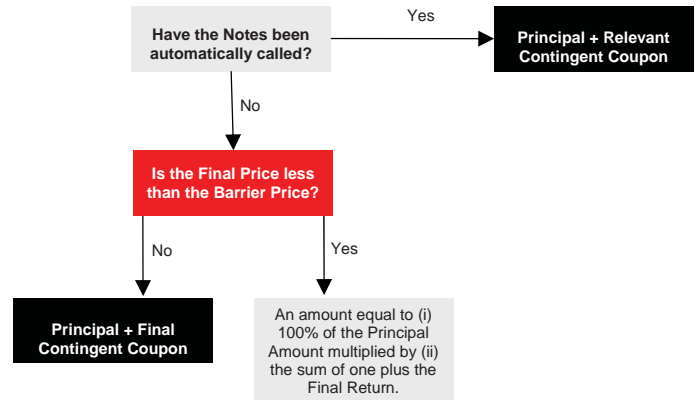 Have the Notes been
automatically called?
Yes
Principal + Relevant
Contingent Coupon
No
Is the Final Price less
than the Barrier Price?
No
Yes
Principal + Final
Contingent Coupon
An amount equal to (i)
100% of the Principal
Amount multiplied by (ii)
the sum of one plus the
Final Return.